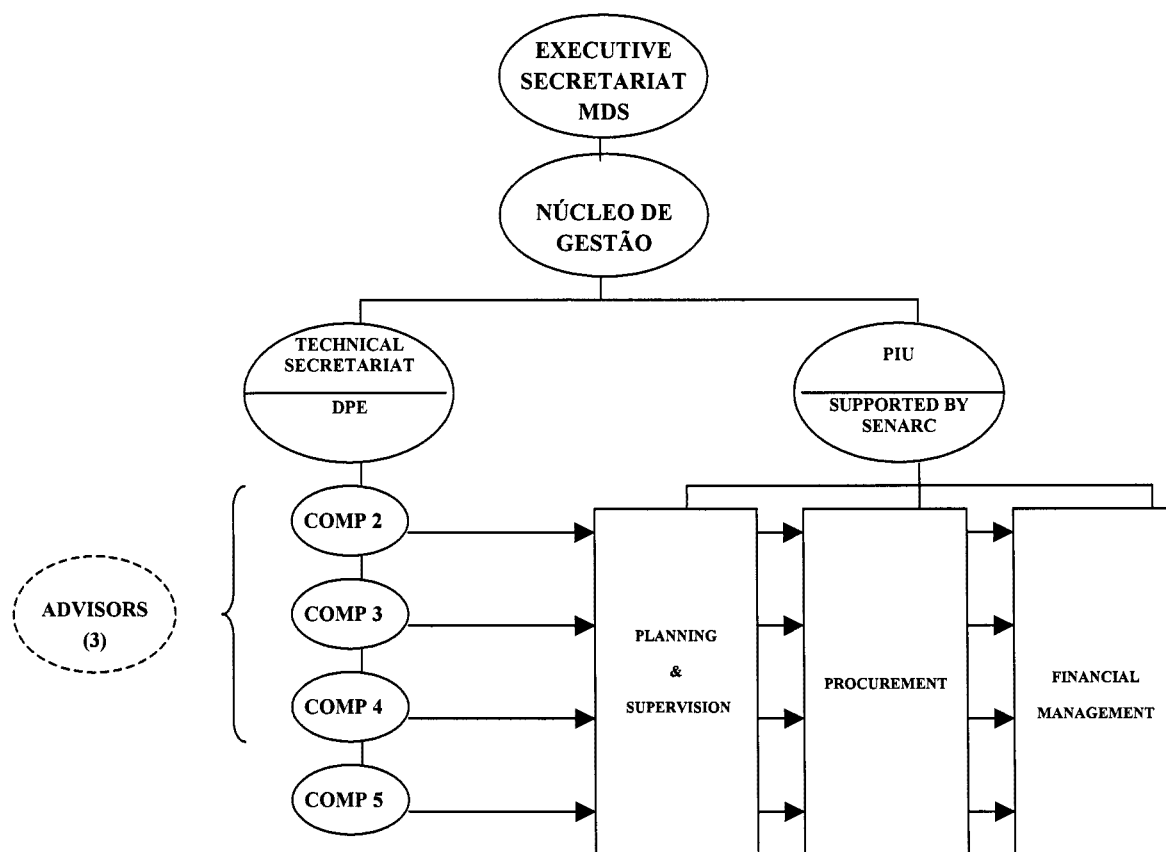 EXECUTIVE
SECRETARIAT
MDS
NÚCLEO DE
GESTÃO
TECHNICAL
SECRETARIAT
DPE
PIU
SUPPORTED BY
SENARC
ADVISORS
(3)
COMP 2
COMP 3
COMP 4
COMP 5
PLANNING
&
SUPERVISION
PROCUREMENT
FINANCIAL
MANAGEMENT